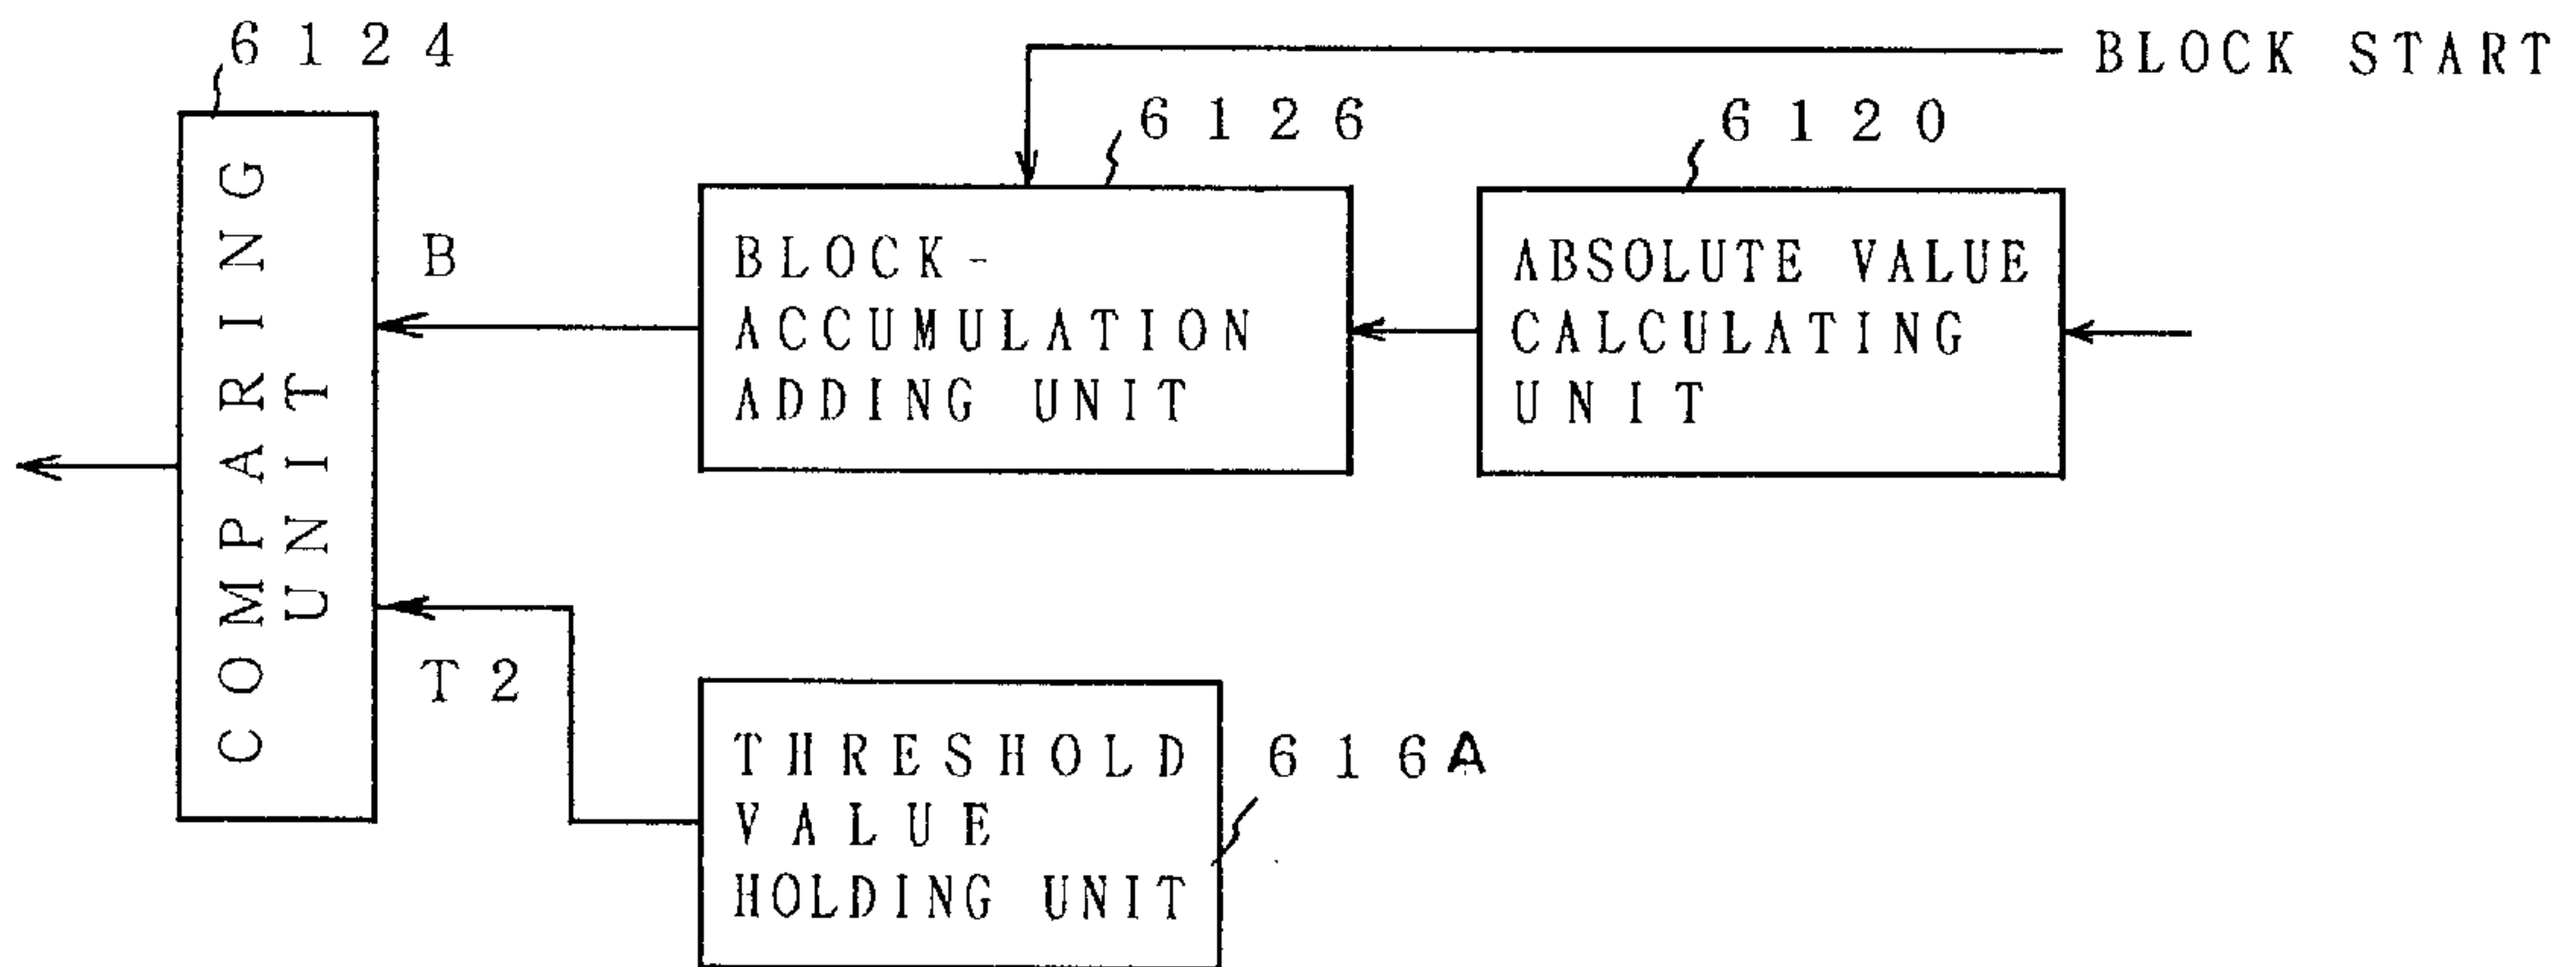 6124
BLOCK START
6126
6120
COMPARING
UNIT
B
BLOCK-
ACCUMULATION
ADDING UNIT
ABSOLUTE VALUE
CALCULATING
UNIT
T2
THRESHOLD
VALUE
HOLDING UNIT
616A